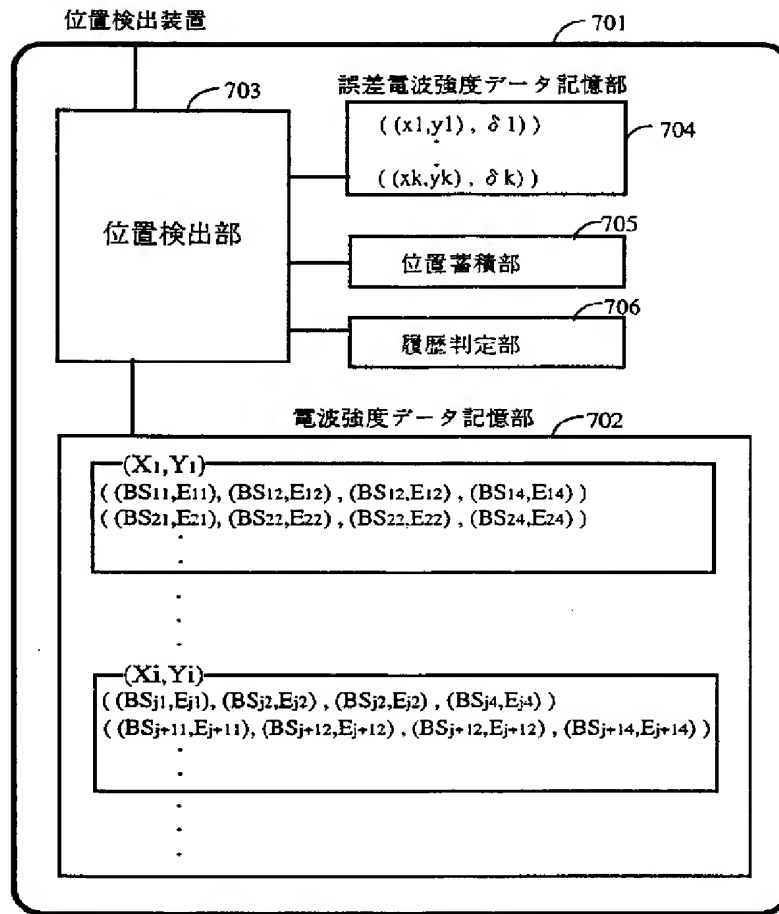 位置検出装置
701
703
誤差電波強度データ記憶部
((x1,y1), δ1))
704
((xk,yk), δk))
位置検出部
705
位置蓄積部
706
履歴判定部
電波強度データ記憶部
702
(X1,Y1)
((BS11,E11), (BS12,E12), (BS12,E12), (BS14,E14))
((BS21,E21), (BS22,E22), (BS22,E22), (BS24,E24))
(Xi,Yi)
((BSj1,Ej1), (BSj2,Ej2), (BSj2,Ej2), (BSj4,Ej4))
((BSj+11,Ej+11), (BSj+12,Ej+12), (BSj+12,Ej+12), (BSj+14,Ej+14))